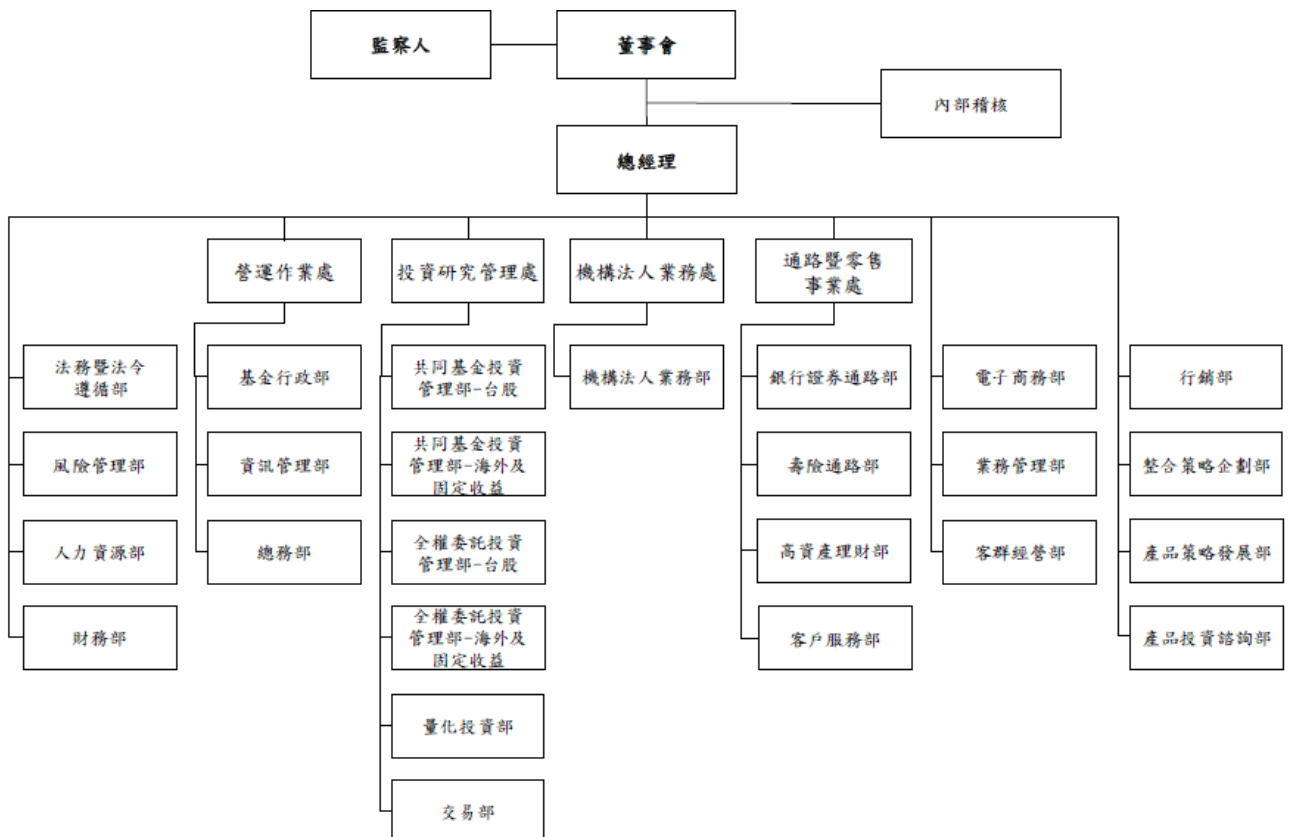 監察人
董事會
內部稽核
總經理
營運作業處
投資研究管理處
機構法人業務處
通路暨零售
事業處
法務暨法令
遵循部
基金行政部
共同基金投資
管理部-台股
機構法人業務部
銀行證券通路部
電子商務部
行銷部
風險管理部
資訊管理部
共同基金投資
管理部-海外及
固定收益
壽險通路部
業務管理部
整合策略企劃部
人力資源部
總務部
全權委託投資
管理部-台股
高資產理財部
客群經營部
產品策略發展部
財務部
全權委託投資
管理部-海外及
固定收益
客戶服務部
產品投資諮詢部
量化投資部
交易部